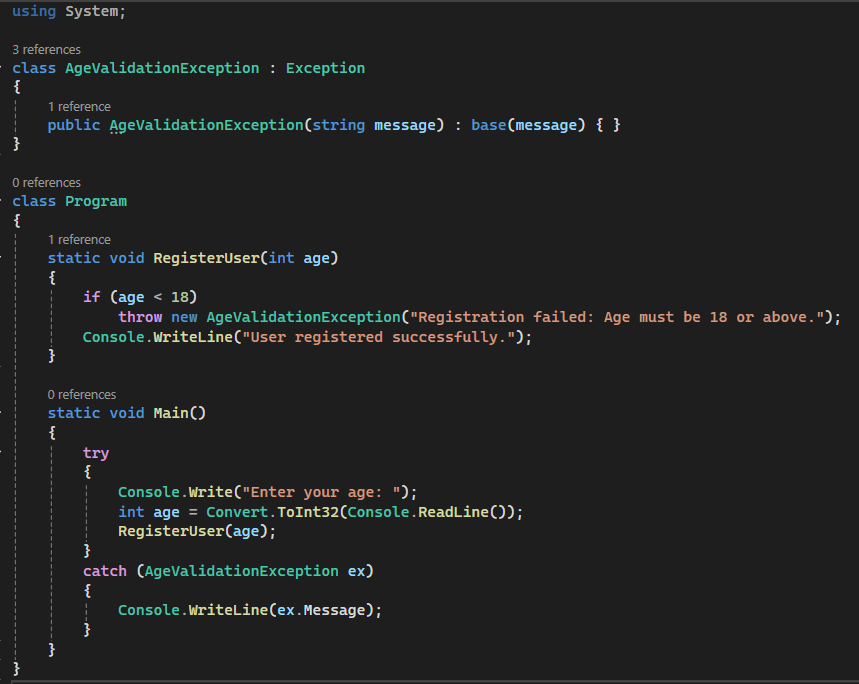 using System;
3 references
class AgeValidationException : Exception
{
1 reference
public AgeValidationException(string message) : base(message) { }
}
0 references
class Program
{
1 reference
static void RegisterUser(int age)
{
if (age < 18)
throw new AgeValidationException("Registration failed: Age must be 18 or above.");
Console.WriteLine("User registered successfully.");
}
0 references
static void Main()
{
try
{
Console.Write("Enter your age: ");
int age = Convert.ToInt32(Console.ReadLine());
RegisterUser(age);
}
catch (AgeValidationException ex)
{
Console.WriteLine(ex.Message);
}
}
}